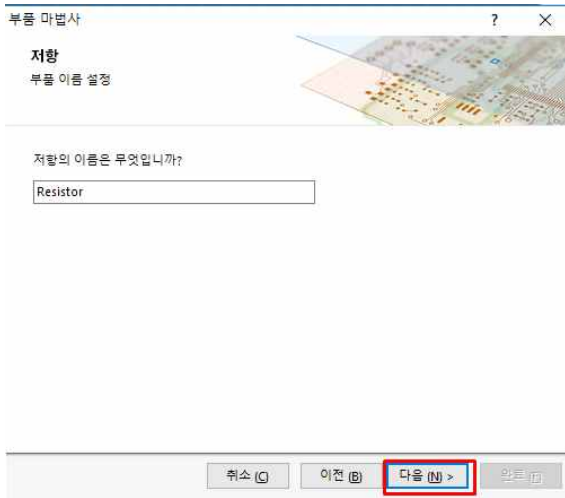 부품 마법사 ? ×
저항
부품 이름 설정
저항의 이름은 무엇입니까?
Resistor
취소 (C) 이전 (B) 다음 (N) >